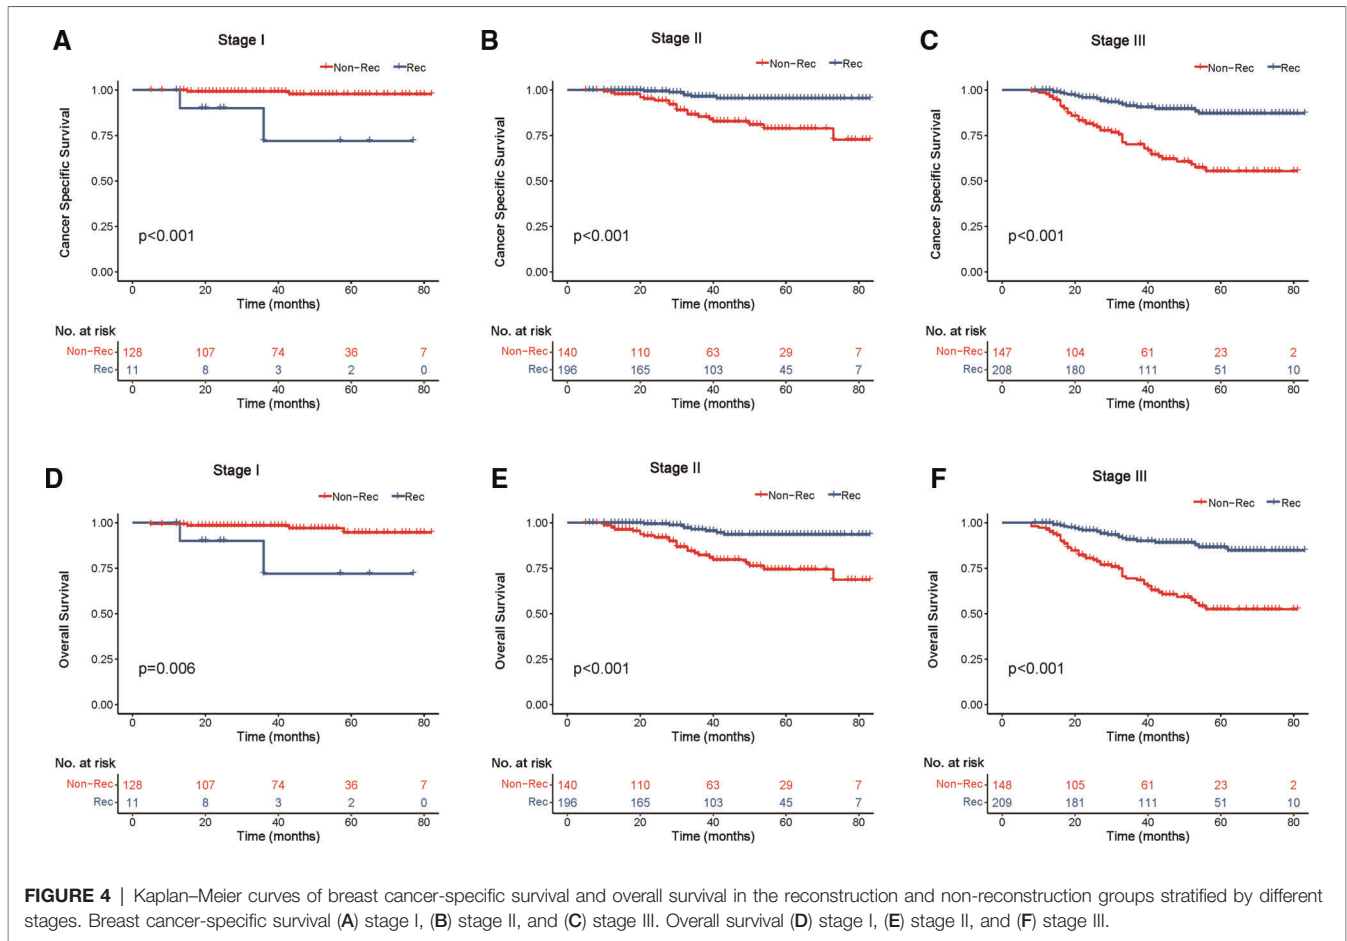 A
Stage I
Non-Rec Rec
Cancer Specific Survival
1.00
0.75
0.50
0.25
0.00
p<0.001
0 20 40 60 80
Time (months)
No. at risk
Non-Rec 128 107 74 36 7
Rec 11 8 3 2 0
0 20 40 60 80
Time (months)
B
Stage II
Non-Rec Rec
Cancer Specific Survival
1.00
0.75
0.50
0.25
0.00
p<0.001
0 20 40 60 80
Time (months)
No. at risk
Non-Rec 140 110 63 29 7
Rec 196 165 103 45 7
0 20 40 60 80
Time (months)
C
Stage III
Non-Rec Rec
Cancer Specific Survival
1.00
0.75
0.50
0.25
0.00
p<0.001
0 20 40 60 80
Time (months)
No. at risk
Non-Rec 147 104 61 23 2
Rec 208 180 111 51 10
0 20 40 60 80
Time (months)
D
Stage I
Non-Rec Rec
Overall Survival
1.00
0.75
0.50
0.25
0.00
p=0.006
0 20 40 60 80
Time (months)
No. at risk
Non-Rec 128 107 74 36 7
Rec 11 8 3 2 0
0 20 40 60 80
Time (months)
E
Stage II
Non-Rec Rec
Overall Survival
1.00
0.75
0.50
0.25
0.00
p<0.001
0 20 40 60 80
Time (months)
No. at risk
Non-Rec 140 110 63 29 7
Rec 196 165 103 45 7
0 20 40 60 80
Time (months)
F
Stage III
Non-Rec Rec
Overall Survival
1.00
0.75
0.50
0.25
0.00
p<0.001
0 20 40 60 80
Time (months)
No. at risk
Non-Rec 148 105 61 23 2
Rec 209 181 111 51 10
0 20 40 60 80
Time (months)
FIGURE 4 | Kaplan–Meier curves of breast cancer-specific survival and overall survival in the reconstruction and non-reconstruction groups stratified by different
stages. Breast cancer-specific survival (A) stage I, (B) stage II, and (C) stage III. Overall survival (D) stage I, (E) stage II, and (F) stage III.